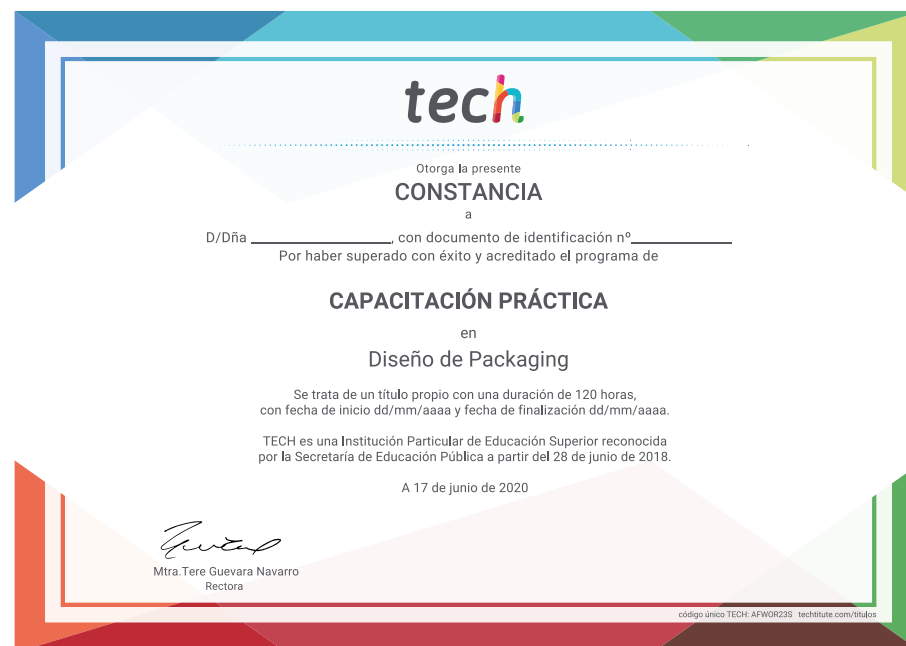 tech
Otorga la presente
CONSTANCIA
a
D/Dña __________________, con documento de identificación nº_____________
Por haber superado con éxito y acreditado el programa de
CAPACITACIÓN PRÁCTICA
en
Diseño de Packaging
Se trata de un título propio con una duración de 120 horas,
con fecha de inicio dd/mm/aaaa y fecha de finalización dd/mm/aaaa.
TECH es una Institución Particular de Educación Superior reconocida
por la Secretaría de Educación Pública a partir del 28 de junio de 2018.
A 17 de junio de 2020
Mtra.Tere Guevara Navarro
Rectora
código único TECH: AFWOR23S techtitute.com/titulos